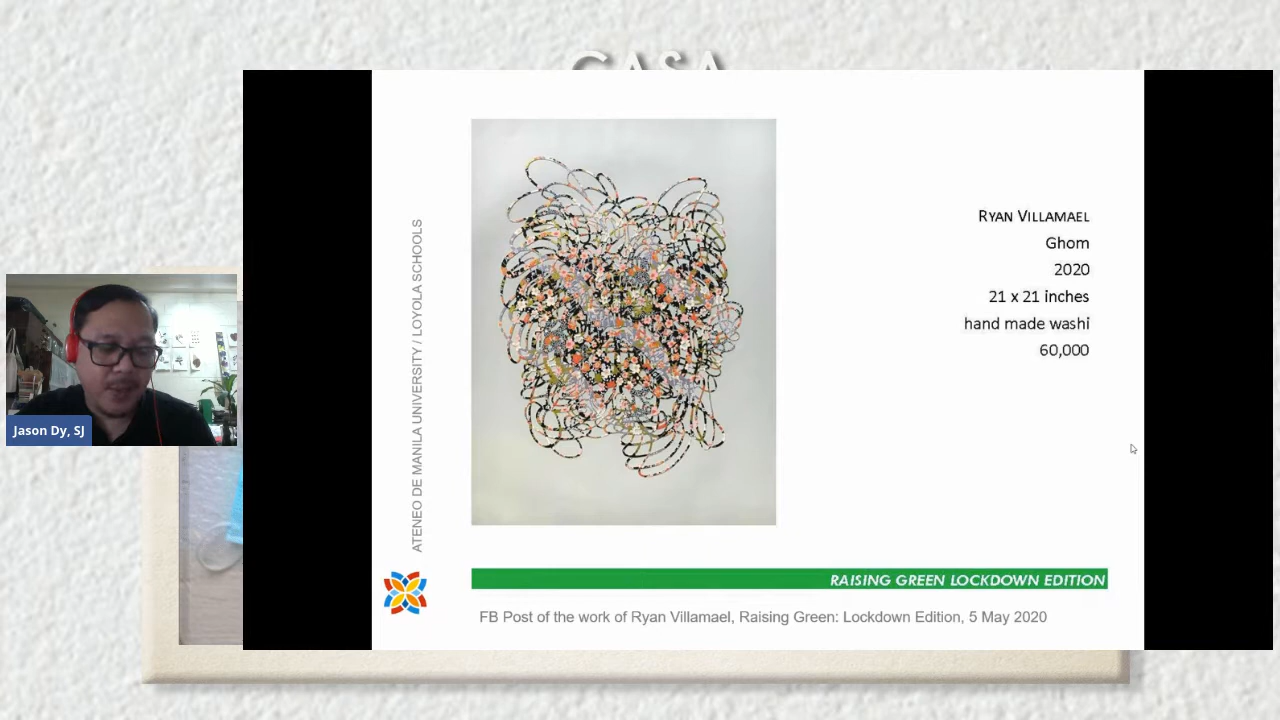 CASA
ATENEO DE MANILA UNIVERSITY / LOYOLA SCHOOLS
RYAN VILLAMAEL
Ghom
2020
21 x 21 inches
hand made washi
60,000
Jason Dy, SJ
RAISING GREEN LOCKDOWN EDITION
FB Post of the work of Ryan Villamael, Raising Green: Lockdown Edition, 5 May 2020